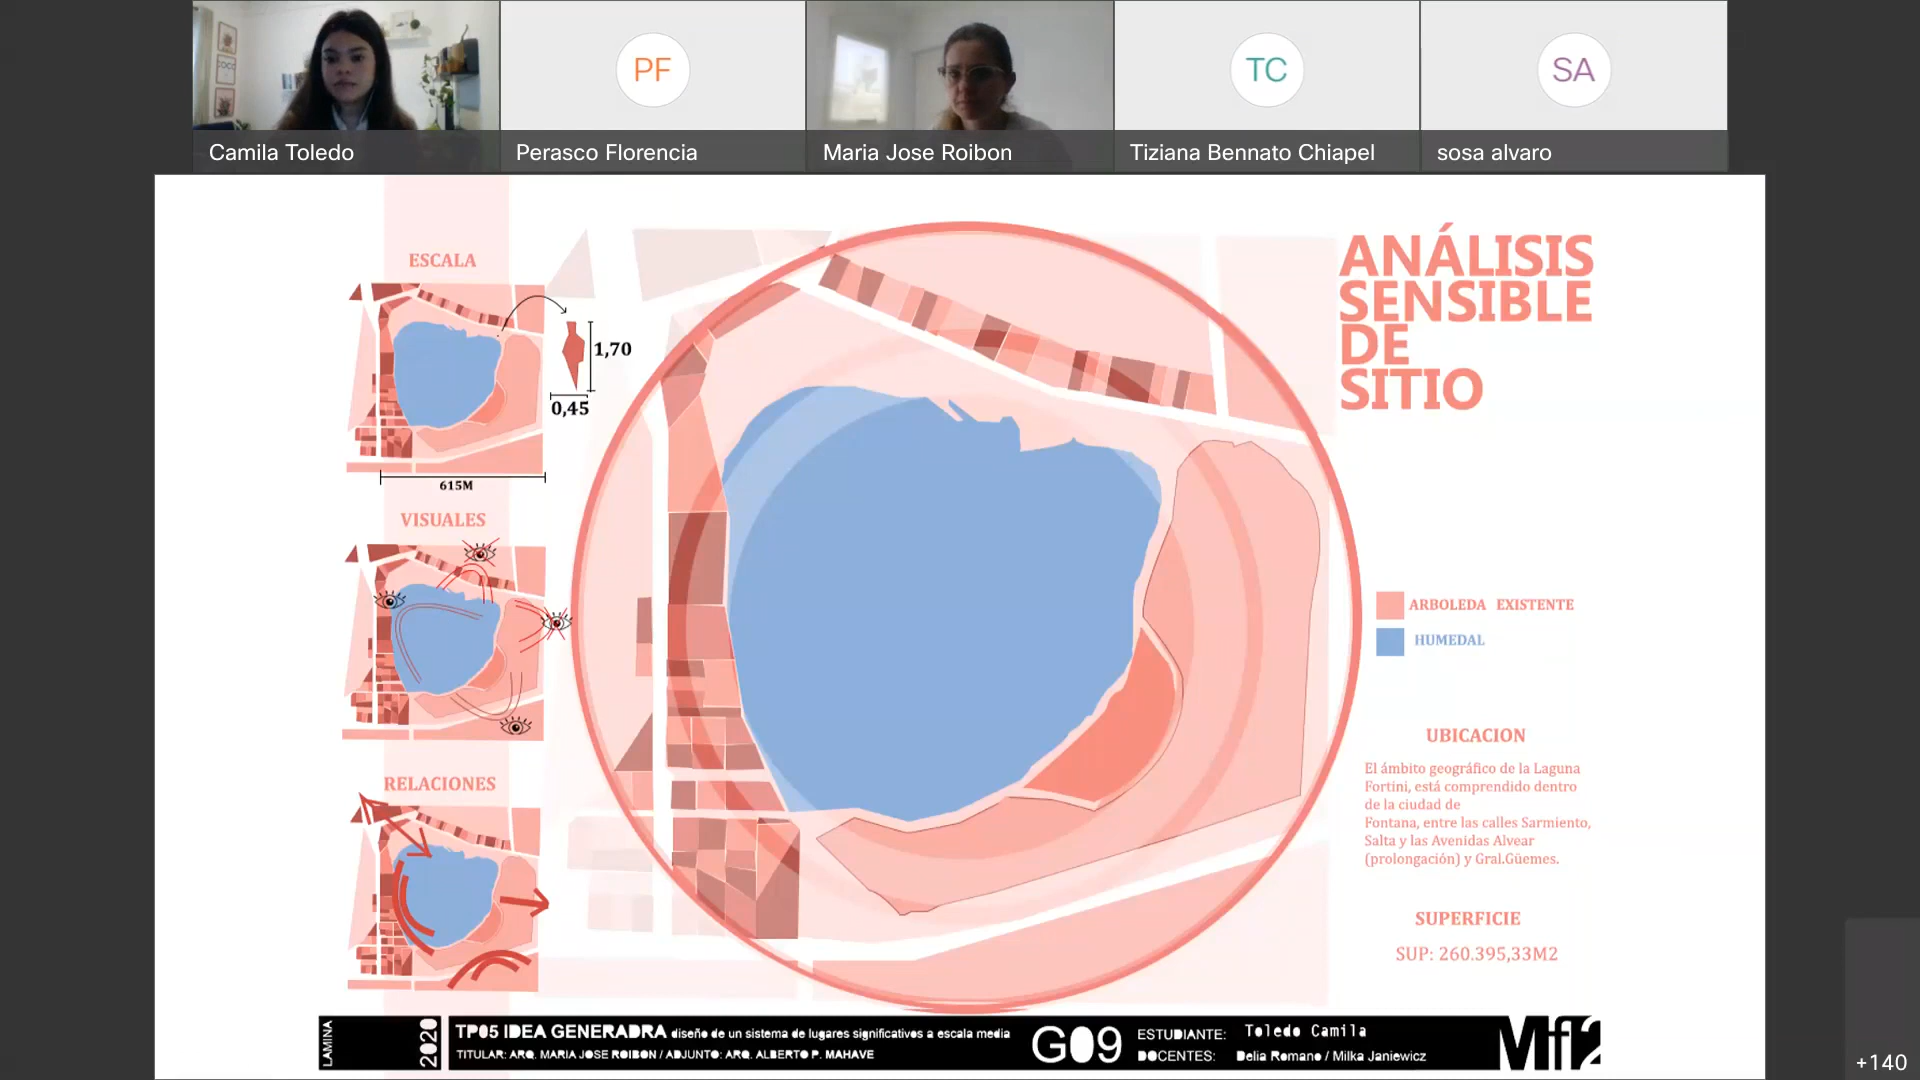 PF
TC
SA
Camila Toledo
Perasco Florencia
Maria Jose Roibon
Tiziana Bennato Chiapel
sosa alvaro
ESCALA
1,70
0,45
615M
VISUALES
RELACIONES
ANÁLISIS
SENSIBLE
DE
SITIO
ARBOLEDA EXISTENTE
HUMEDAL
UBICACION
El ámbito geográfico de la Laguna
Fortini, está comprendido dentro
de la ciudad de
Fontana, entre las calles Sarmiento,
Salta y las Avenidas Alvear
(prolongación) y Gral.Güemes.
SUPERFICIE
SUP: 260.395,33M2
LAMINA
2020
TP05 IDEA GENERADRA diseño de un sistema de lugares significativos a escala media
TITULAR: ARQ. MARIA JOSE ROIBON / ADJUNTO: ARQ. ALBERTO P. MAHAVE
G09
ESTUDIANTE: Toledo Camila
DOCENTES: Delia Romano / Milka Janiewicz
+140